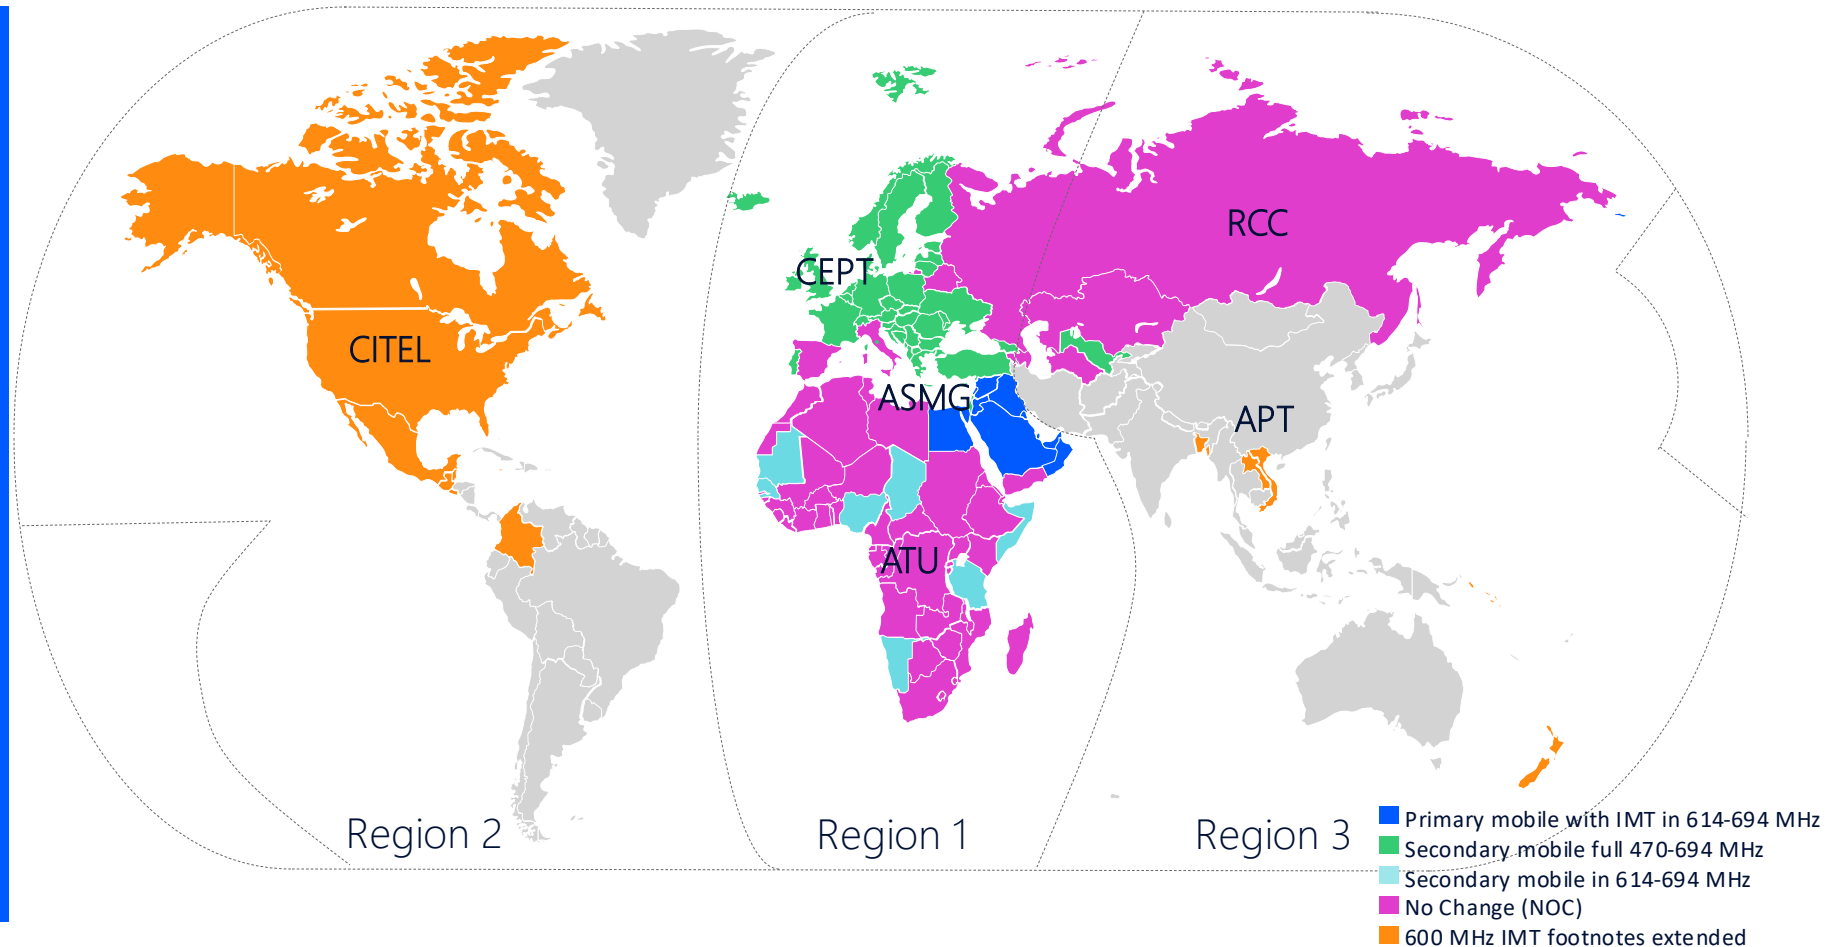 RCC
CEPT
CITEL
ASMG
APT
ATU
Region 2
Region 1
Region 3
Primary mobile with IMT in 614-694 MHz
Secondary mobile full 470-694 MHz
Secondary mobile in 614-694 MHz
No Change (NOC)
600 MHz IMT footnotes extended